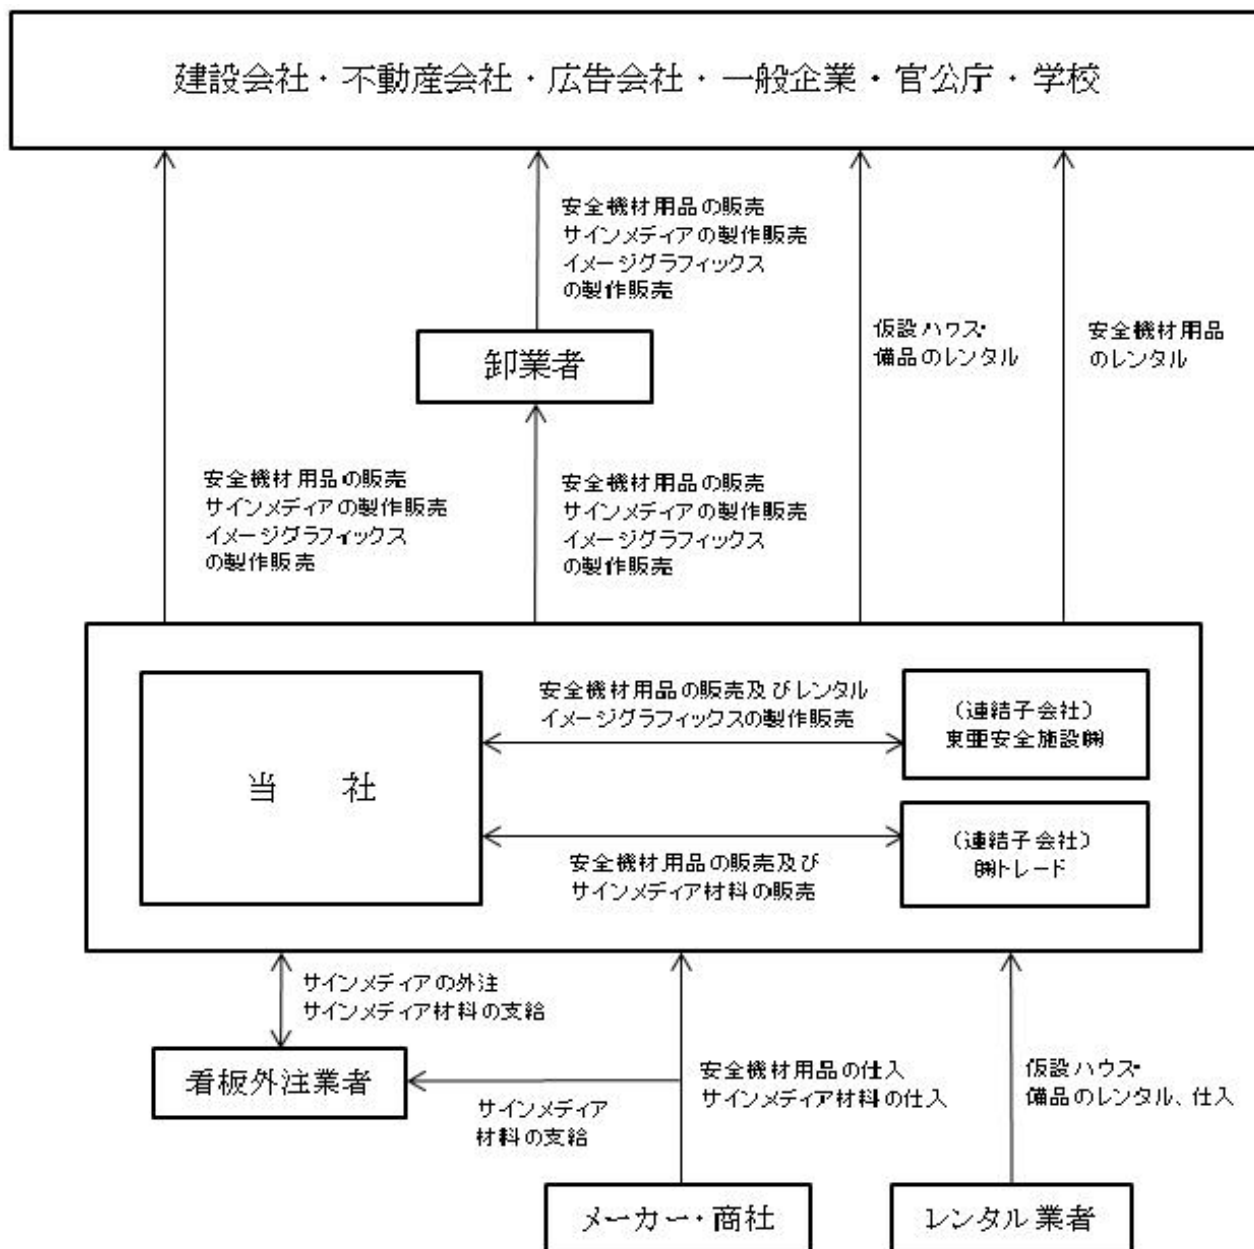 建設会社・不動産会社・広告会社・一般企業・官公庁・学校
安全機材用品の販売
サインメディアの製作販売
イメージグラフィックス
の製作販売
卸業者
仮設ハウス・
備品のレンタル
安全機材用品
のレンタル
安全機材用品の販売
サインメディアの製作販売
イメージグラフィックス
の製作販売
安全機材用品の販売
サインメディアの製作販売
イメージグラフィックス
の製作販売
当 社
安全機材用品の販売及びレンタル
イメージグラフィックスの製作販売
(連結子会社)
東亜安全施設㈱
安全機材用品の販売及び
サインメディア材料の販売
(連結子会社)
㈱トレード
サインメディアの外注
サインメディア材料の支給
看板外注業者
サインメディア
材料の支給
安全機材用品の仕入
サインメディア材料の仕入
仮設ハウス・
備品のレンタル、仕入
メーカー・商社
レンタル業者